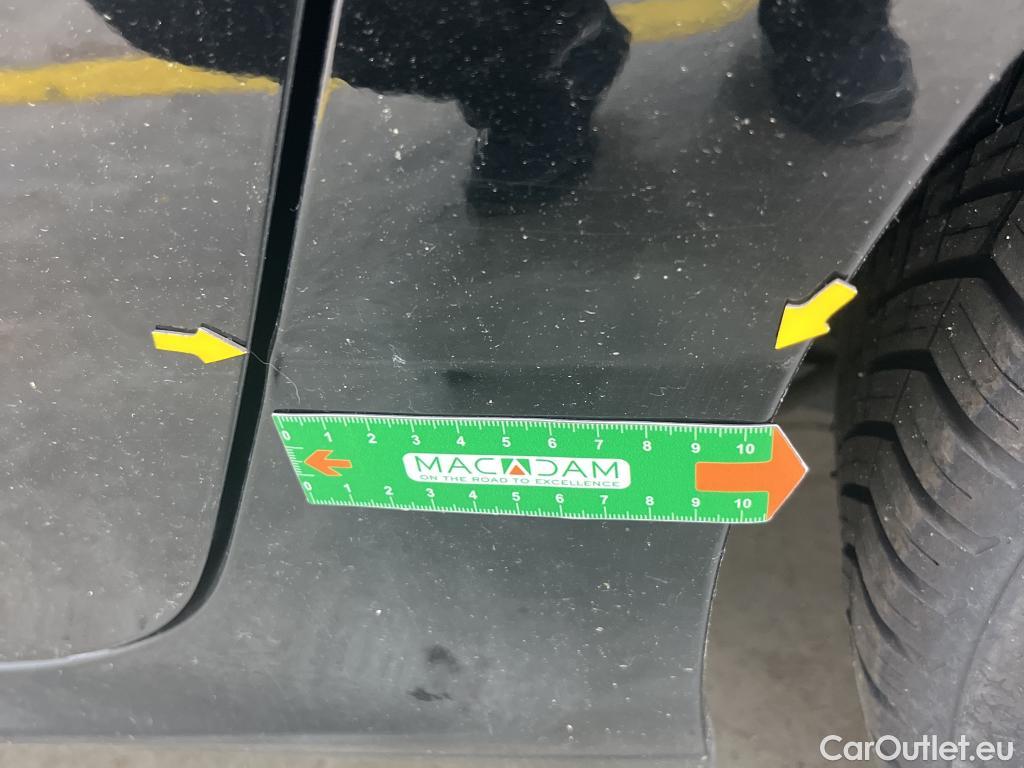 0 1 2 3 4 5 6 7 8 9 10
MACADAM
ON THE ROAD TO EXCELLENCE
0 1 2 3 4 5 6 7 8 9 10
CarOutlet.eu